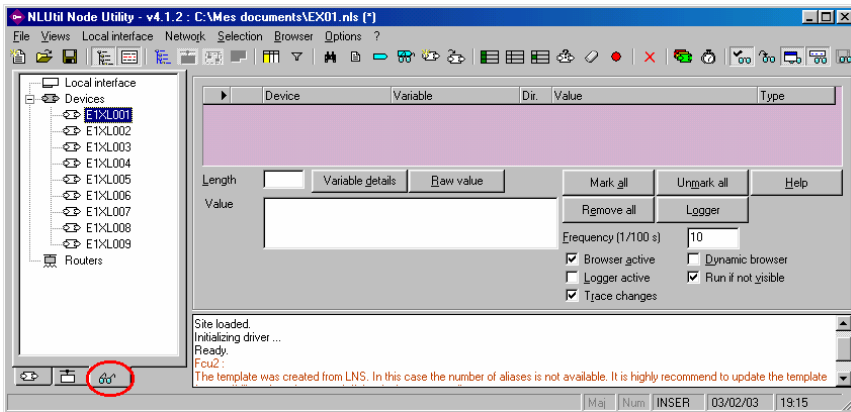 NLUtil Node Utility - v4.1.2 : C:\Mes documents\EX01.nls (*)
File Views Local interface Network Selection Browser Options ?
Local interface
Devices
E1XL001
E1XL002
E1XL003
E1XL004
E1XL005
E1XL006
E1XL007
E1XL008
E1XL009
Routers
Device Variable Dir. Value Type
Length Variable details Raw value Mark all Unmark all Help
Value Remove all Logger
Frequency (1/100 s) 10
Browser active Dynamic browser
Logger active Run if not visible
Trace changes
Site loaded.
Initializing driver ...
Ready.
Fcu2 :
The template was created from LNS. In this case the number of aliases is not available. It is highly recommend to update the template
Maj Num INSER 03/02/03 19:15